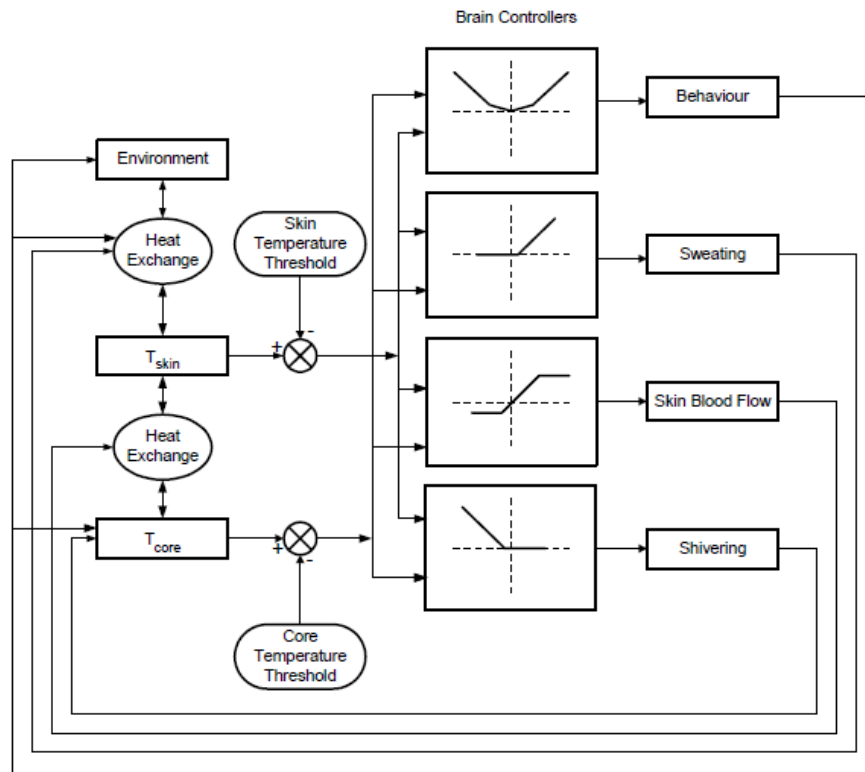 Brain Controllers
Behaviour
Environment
Skin
Temperature
Threshold
Heat
Exchange
Sweating
+
-
T skin
Skin Blood Flow
Heat
Exchange
T core
+
-
Shivering
Core
Temperature
Threshold